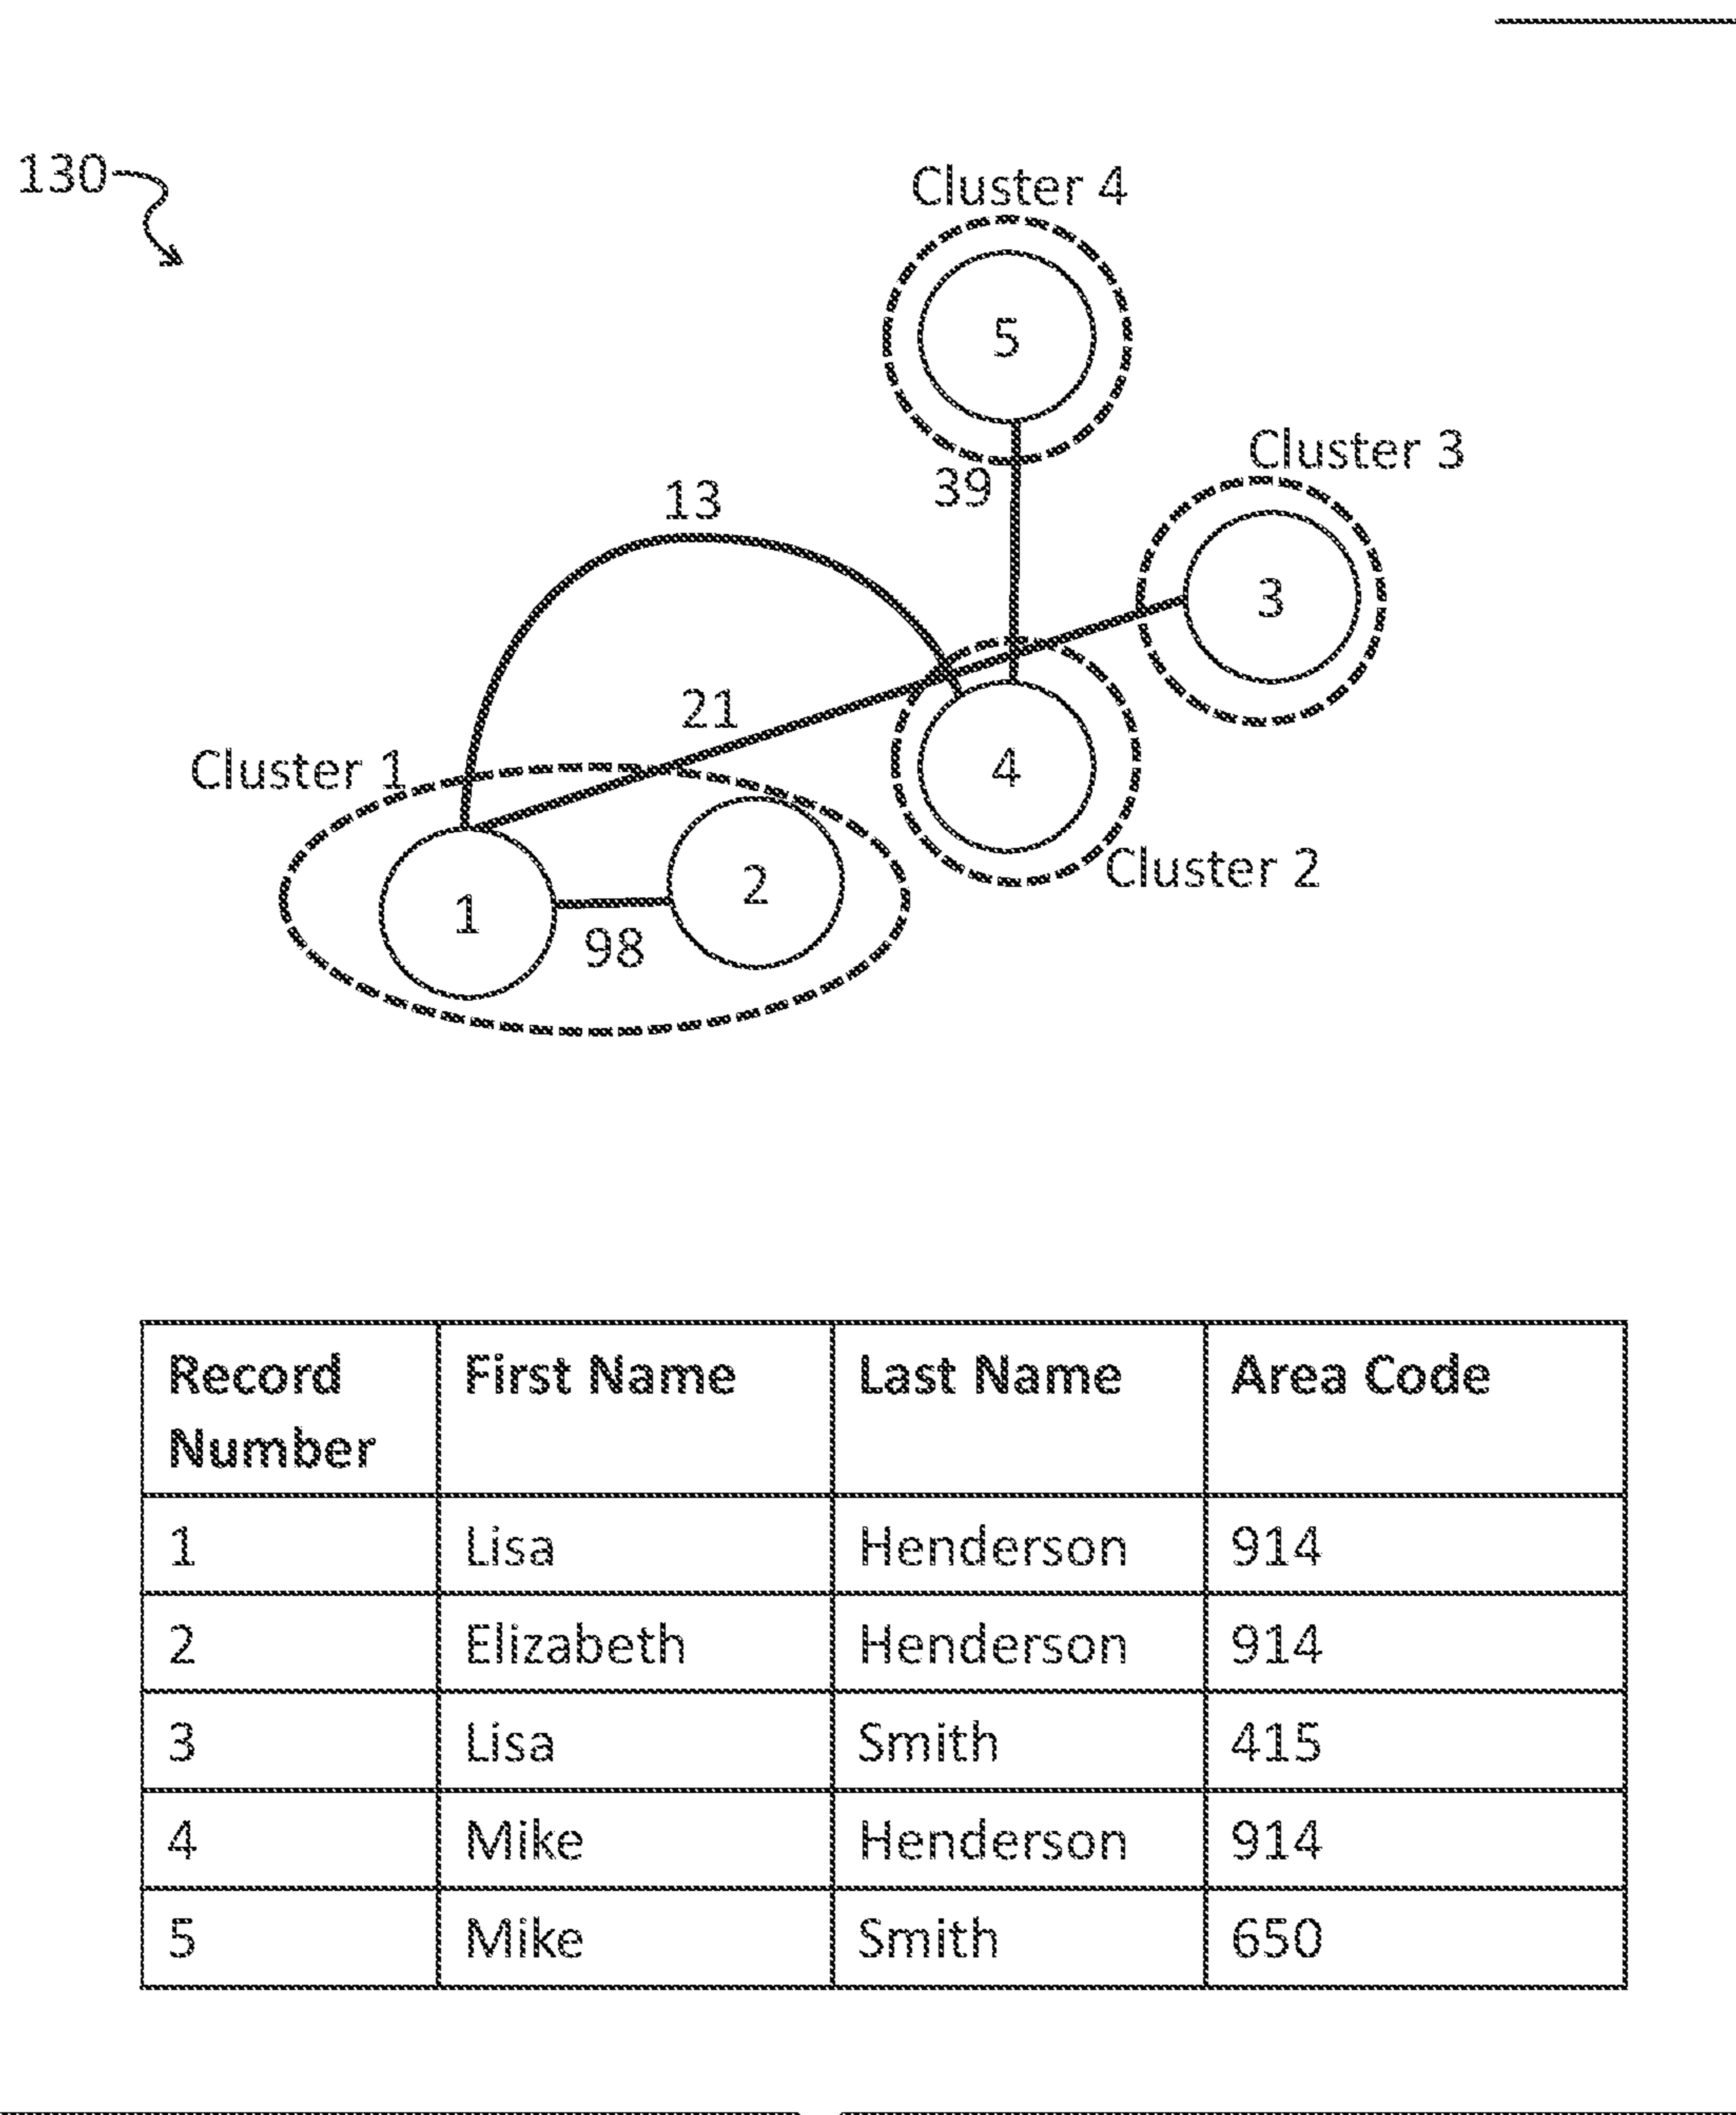 130
Cluster 4
5
39
Cluster 3
3
13
21
4
Cluster 1
Cluster 2
1
2
98
Record Number First Name Last Name Area Code
1 Lisa Henderson 914
2 Elizabeth Henderson 914
3 Lisa Smith 415
4 Mike Henderson 914
5 Mike Smith 650